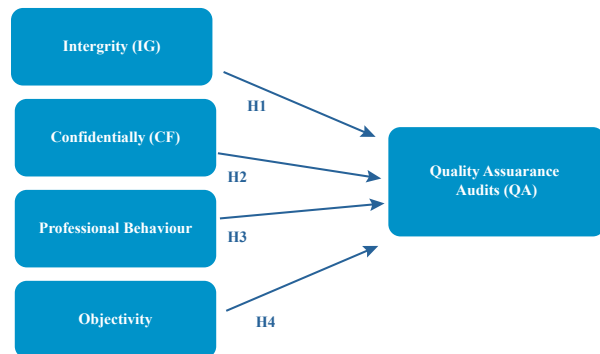 Intergrity (IG)
H1
Confidentially (CF)
H2
Quality Assuarance
Audits (QA)
Professional Behaviour
H3
Objectivity
H4